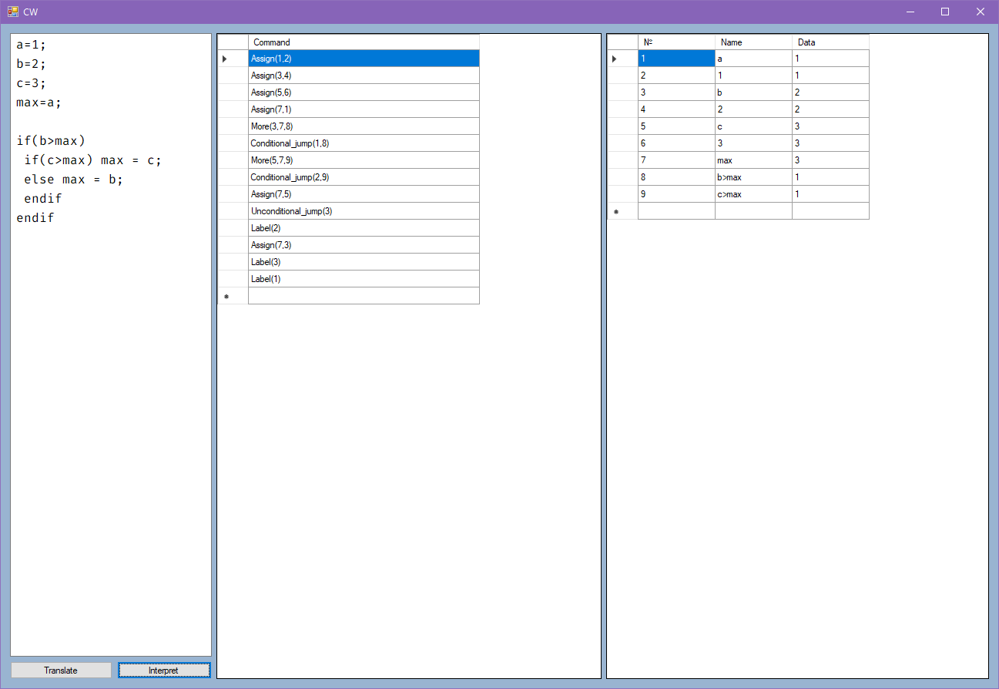 CW
a=1;
b=2;
c=3;
max=a;
if(b>max)
if(c>max) max = c;
else max = b;
endif
endif
Translate
Interpret
Command
Assign(1,2)
Assign(3,4)
Assign(5,6)
Assign(7,1)
More(3,7,8)
Conditional_jump(1,8)
More(5,7,9)
Conditional_jump(2,9)
Assign(7,5)
Unconditional_jump(3)
Label(2)
Assign(7,3)
Label(3)
Label(1)
№ Name Data
1 a 1
2 1 1
3 b 2
4 2 2
5 c 3
6 3 3
7 max 3
8 b>max 1
9 c>max 1